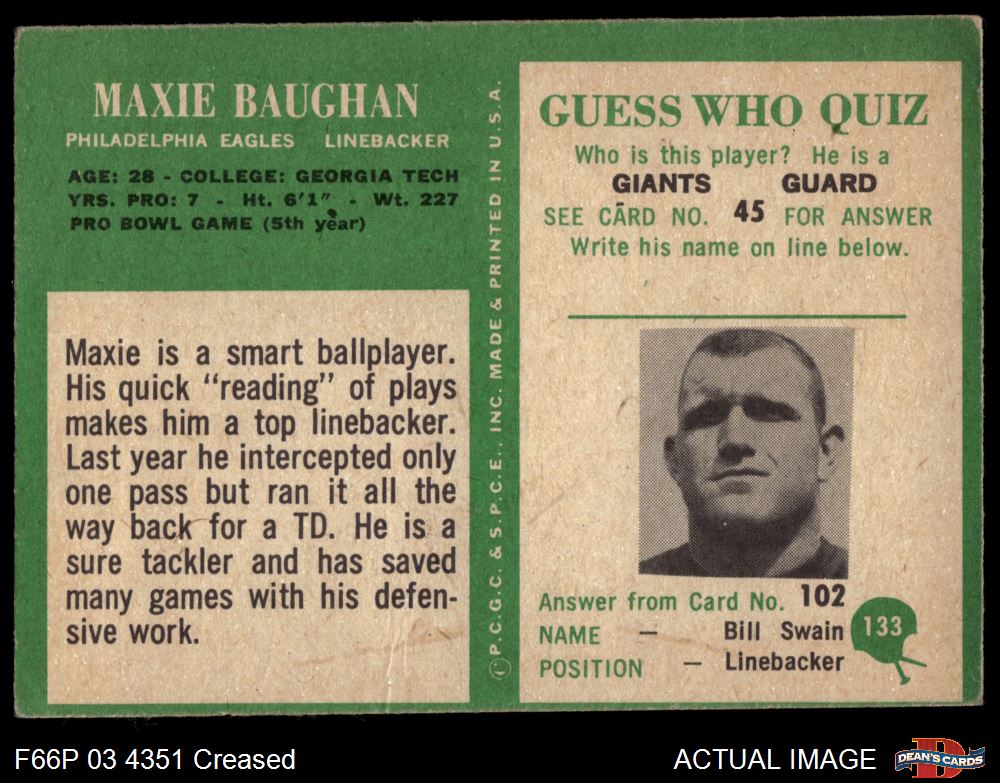 MAXIE BAUGHAN
PHILADELPHIA EAGLES LINEBACKER
AGE: 28 - COLLEGE: GEORGIA TECH
YRS. PRO: 7 - Ht. 6'1" - Wt. 227
PRO BOWL GAME (5th year)
Maxie is a smart ballplayer.
His quick "reading" of plays
makes him a top linebacker.
Last year he intercepted only
one pass but ran it all the
way back for a TD. He is a
sure tackler and has saved
many games with his defen-
sive work.
© P.C.G.C. & S.P.C.E., INC. MADE & PRINTED IN U.S.A.
GUESS WHO QUIZ
Who is this player? He is a
GIANTS GUARD
SEE CARD NO. 45 FOR ANSWER
Write his name on line below.
Answer from Card No. 102
NAME — Bill Swain
POSITION — Linebacker
133
F66P 03 4351 Creased
ACTUAL IMAGE
DEAN'S CARDS